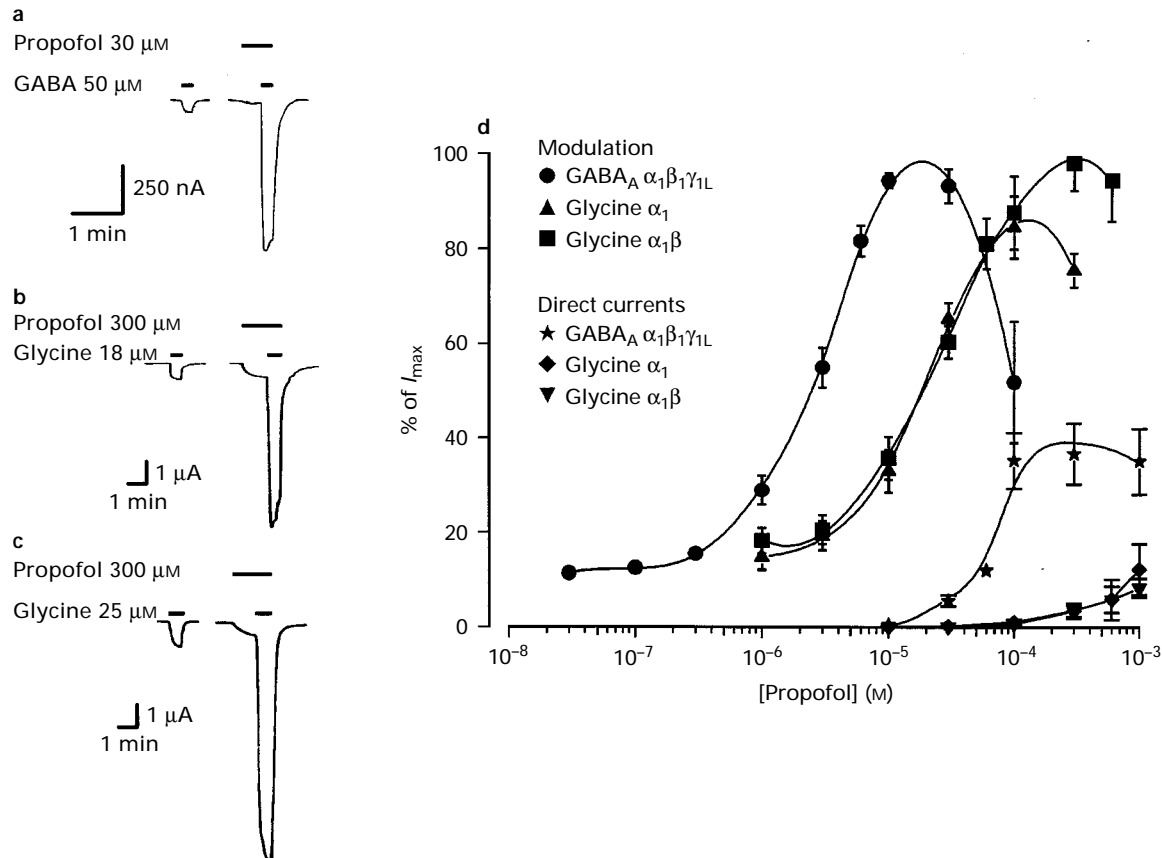 a
Propofol 30 µM
GABA 50 µM
250 nA
1 min
b
Propofol 300 µM
Glycine 18 µM
1 µA
1 min
c
Propofol 300 µM
Glycine 25 µM
1 µA
1 min
d
Modulation
GABA_A α₁β₁γ₁L
Glycine α₁
Glycine α₁β
Direct currents
GABA_A α₁β₁γ₁L
Glycine α₁
Glycine α₁β
% of I_max
100
80
60
40
20
0
10⁻⁸
10⁻⁷
10⁻⁶
10⁻⁵
10⁻⁴
10⁻³
[Propofol] (M)